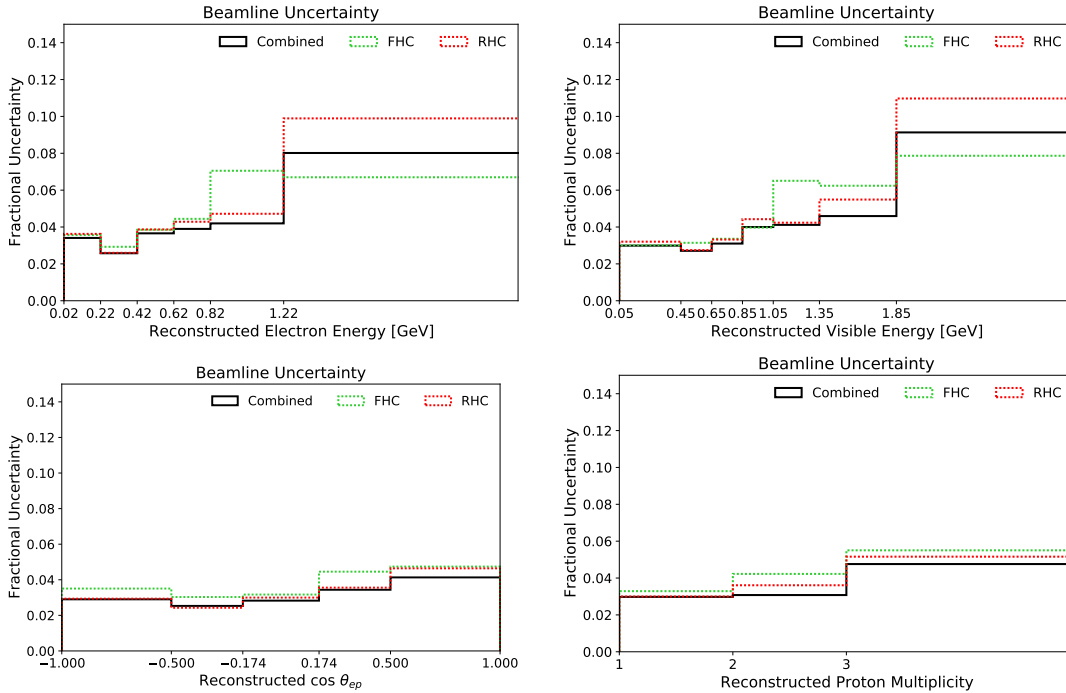 Beamline Uncertainty
Combined FHC RHC
Fractional Uncertainty
0.14
0.12
0.10
0.08
0.06
0.04
0.02
0.00
0.02 0.22 0.42 0.62 0.82 1.22
Reconstructed Electron Energy [GeV]
Beamline Uncertainty
Combined FHC RHC
Fractional Uncertainty
0.14
0.12
0.10
0.08
0.06
0.04
0.02
0.00
0.05 0.45 0.65 0.85 1.05 1.35 1.85
Reconstructed Visible Energy [GeV]
Beamline Uncertainty
Combined FHC RHC
Fractional Uncertainty
0.14
0.12
0.10
0.08
0.06
0.04
0.02
0.00
−1.000 −0.500 −0.174 0.174 0.500 1.000
Reconstructed cos θep
Beamline Uncertainty
Combined FHC RHC
Fractional Uncertainty
0.14
0.12
0.10
0.08
0.06
0.04
0.02
0.00
1 2 3
Reconstructed Proton Multiplicity